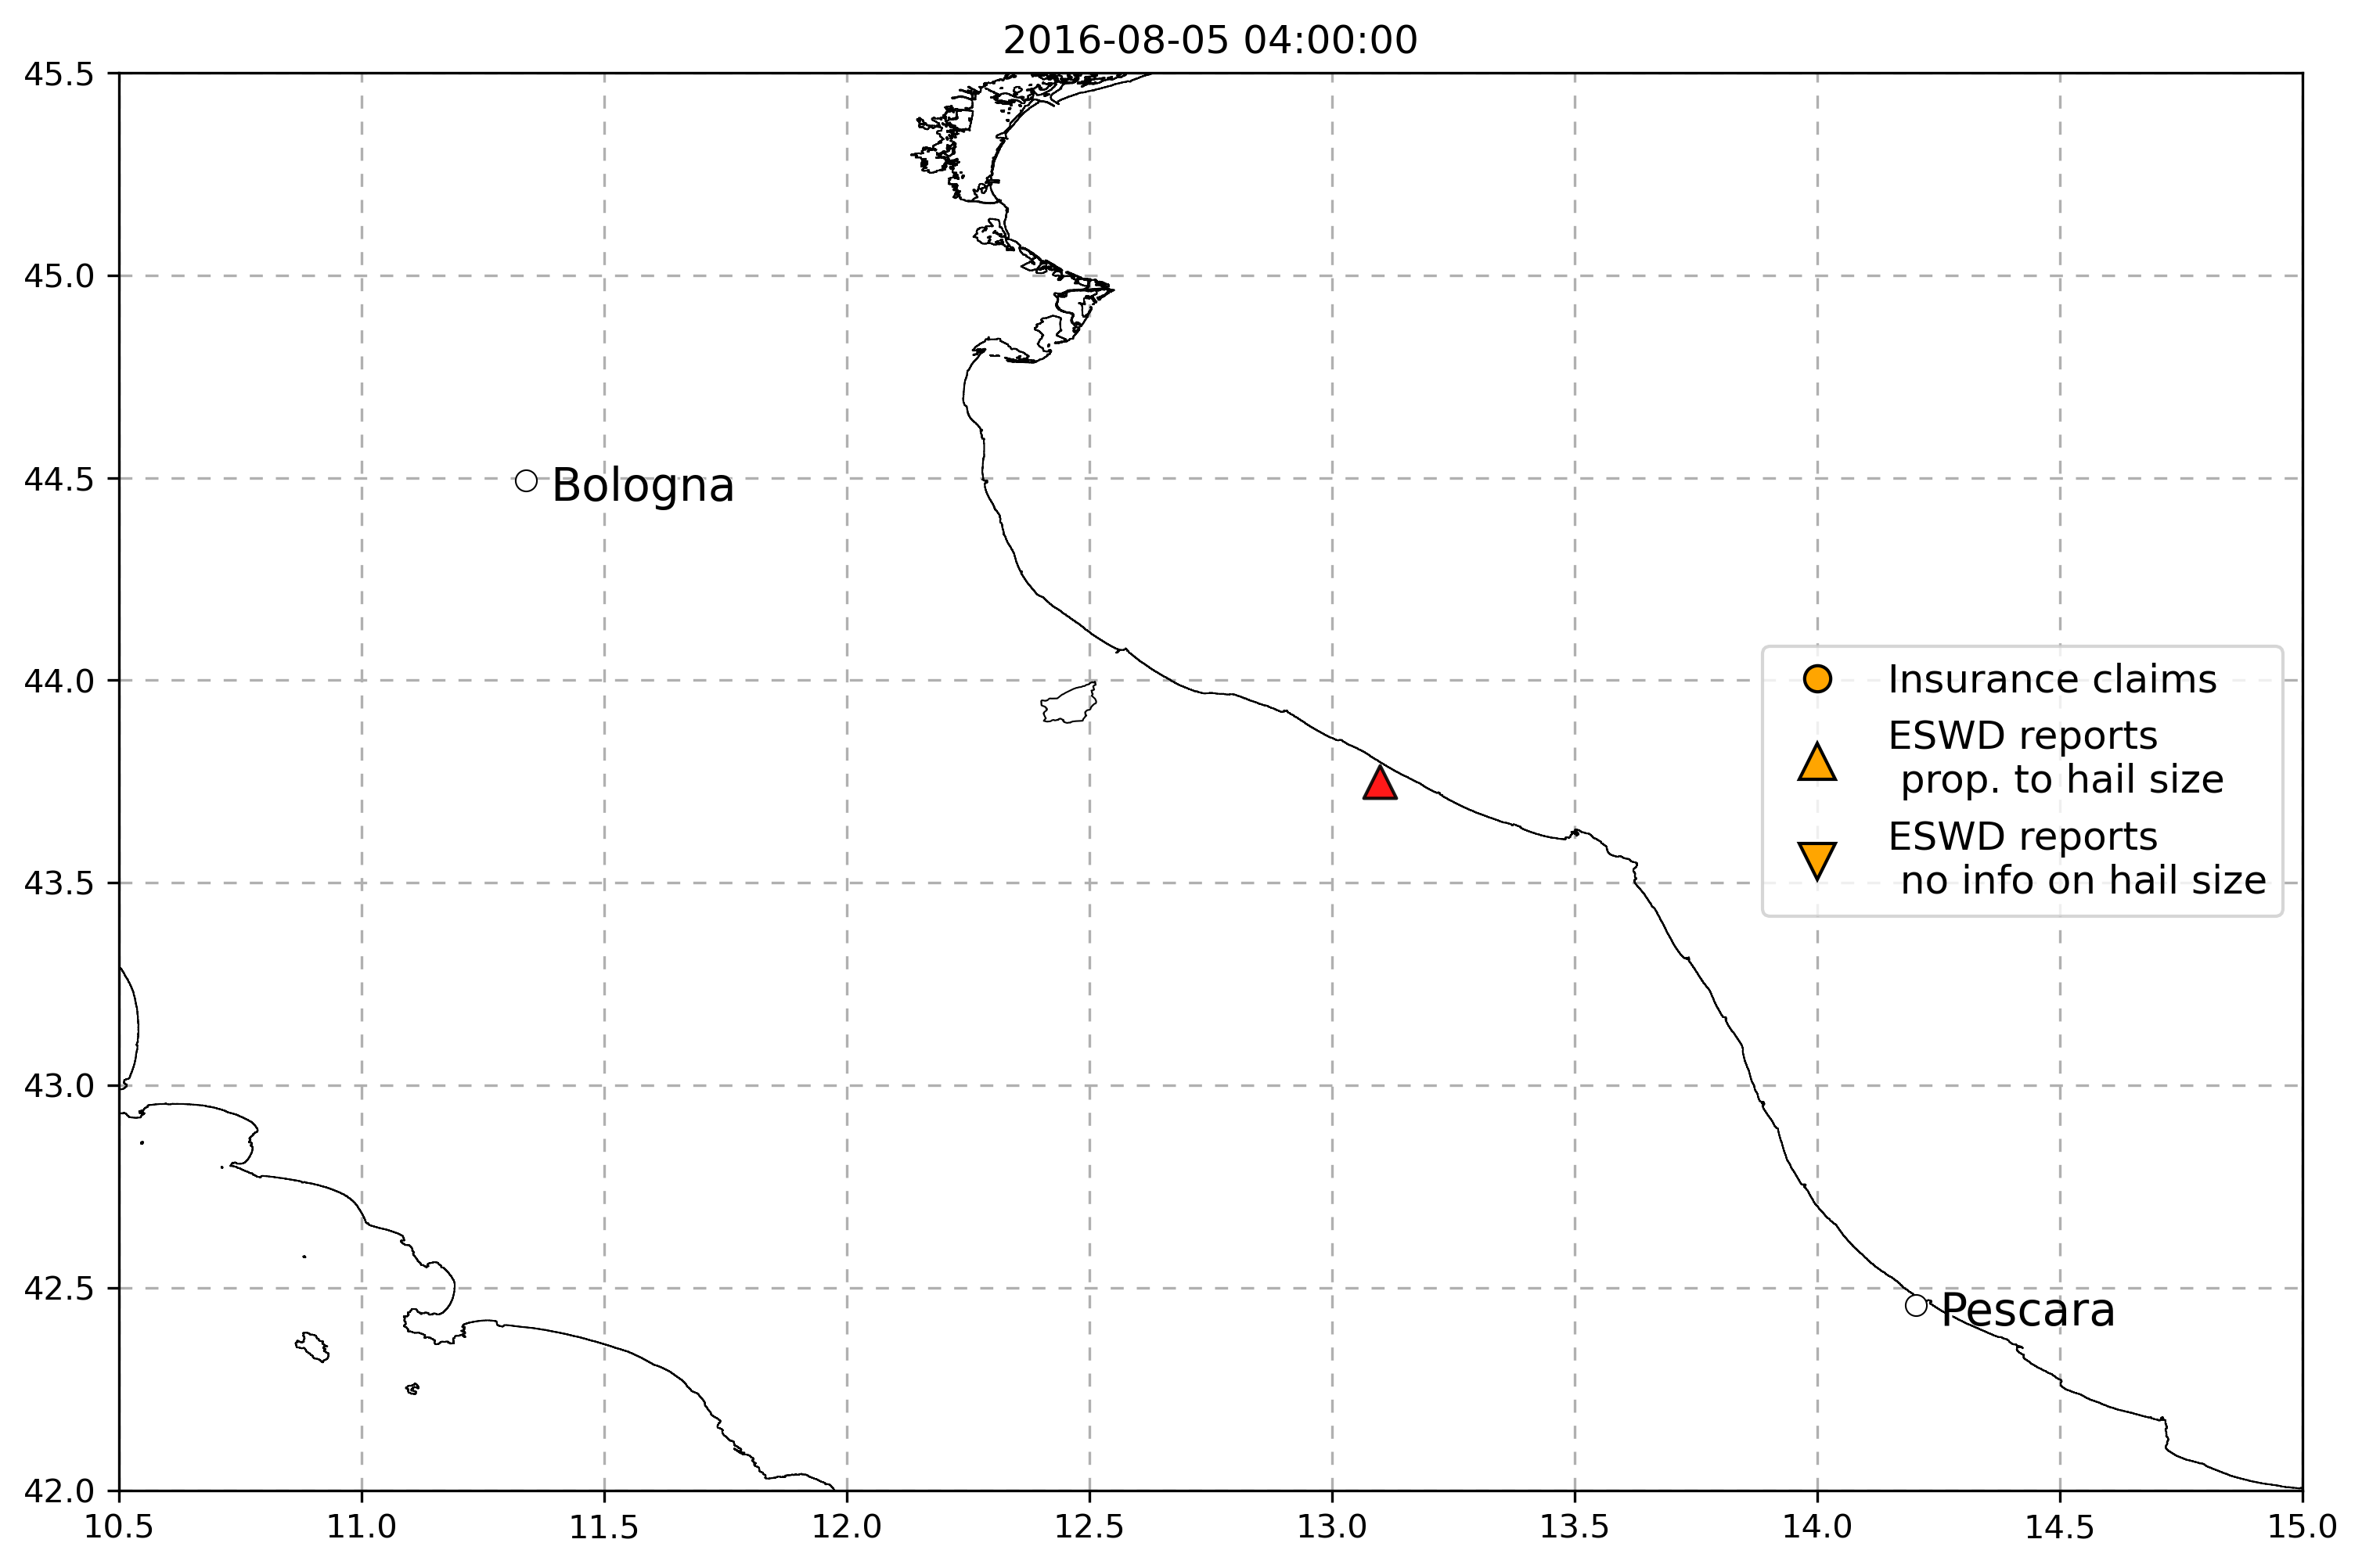 2016-08-05 04:00:00
45.5
45.0
Bologna
44.5
44.0
Insurance claims
ESWD reports
prop. to hail size
ESWD reports
no info on hail size
43.5
43.0
42.5
Pescara
42.0
10.5 11.0 11.5 12.0 12.5 13.0 13.5 14.0 14.5 15.0